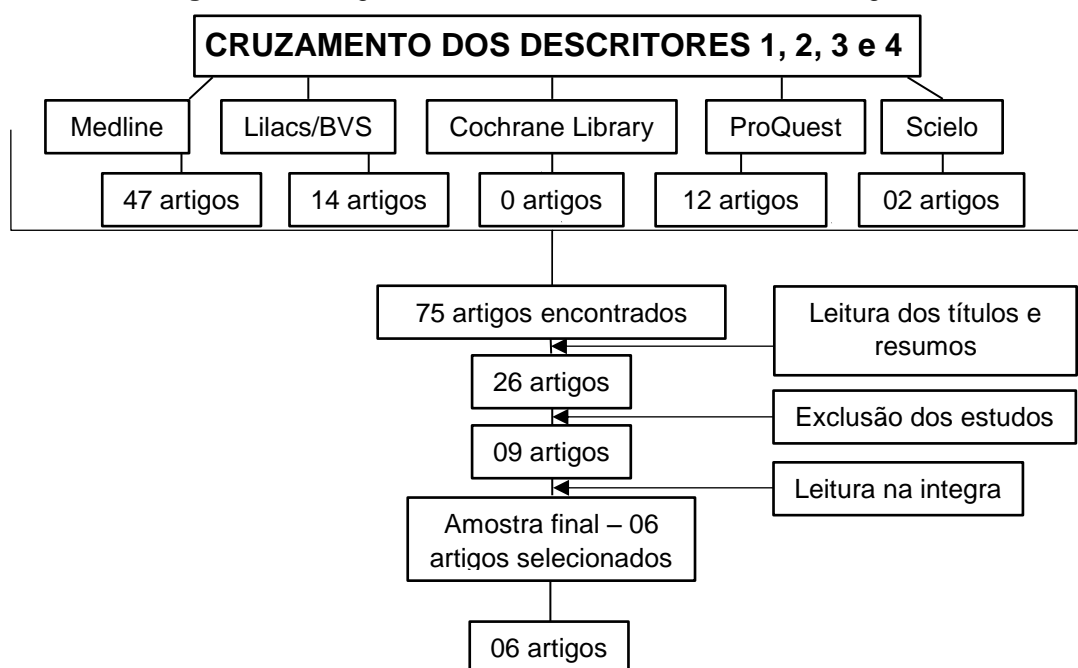 CRUZAMENTO DOS DESCRITORES 1, 2, 3 e 4
Medline
Lilacs/BVS
Cochrane Library
ProQuest
Scielo
47 artigos
14 artigos
0 artigos
12 artigos
02 artigos
75 artigos encontrados
Leitura dos títulos e
resumos
26 artigos
Exclusão dos estudos
09 artigos
Leitura na integra
Amostra final – 06
artigos selecionados
06 artigos